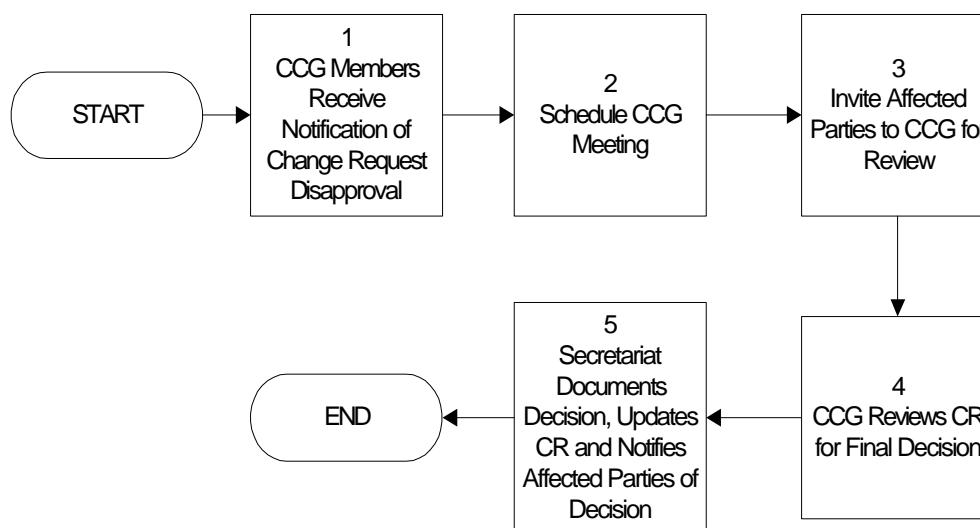 START
1
CCG Members
Receive
Notification of
Change Request
Disapproval
2
Schedule CCG
Meeting
3
Invite Affected
Parties to CCG fo
Review
4
CCG Reviews CR
for Final Decision
5
Secretariat
Documents
Decision, Updates
CR and Notifies
Affected Parties of
Decision
END